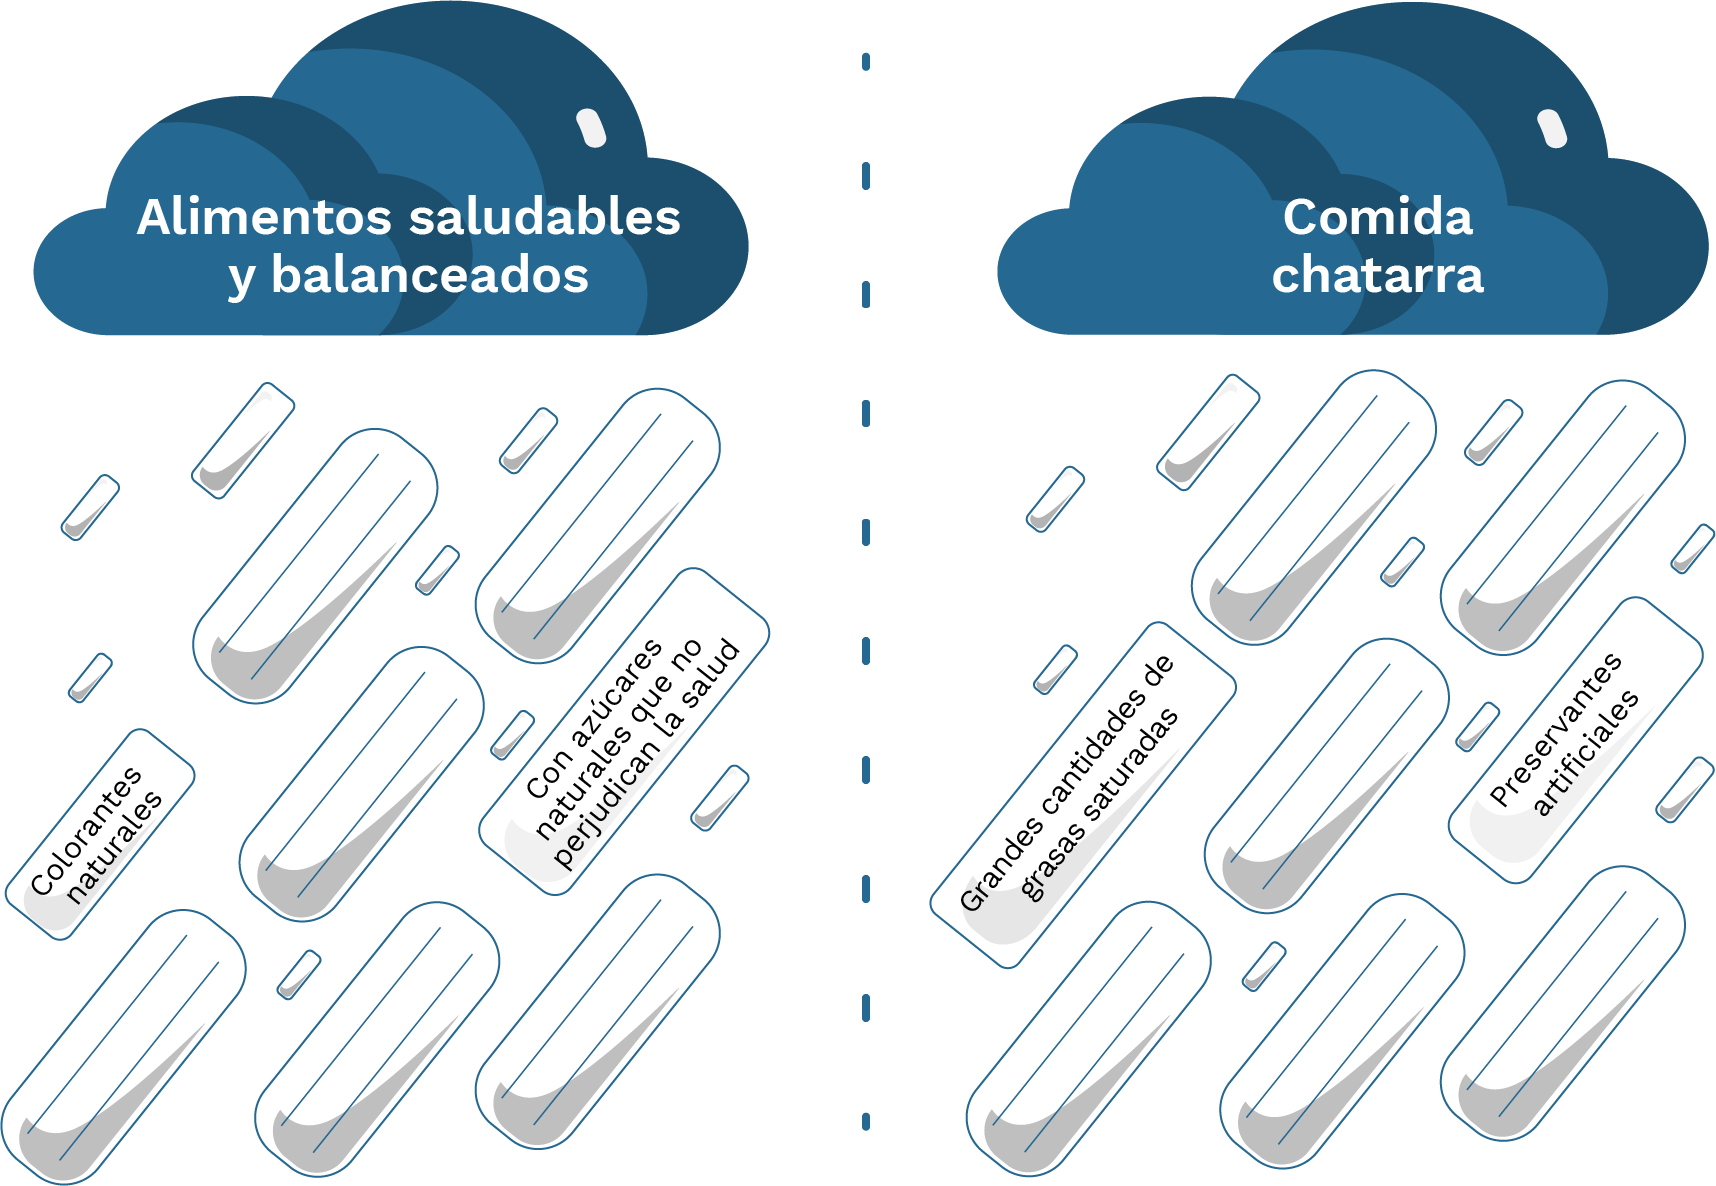 Alimentos saludables
y balanceados
Comida
chatarra
Colorantes
naturales
Con azúcares
naturales que no
perjudican la salud
Grandes cantidades de
grasas saturadas
Preservantes
artificiales